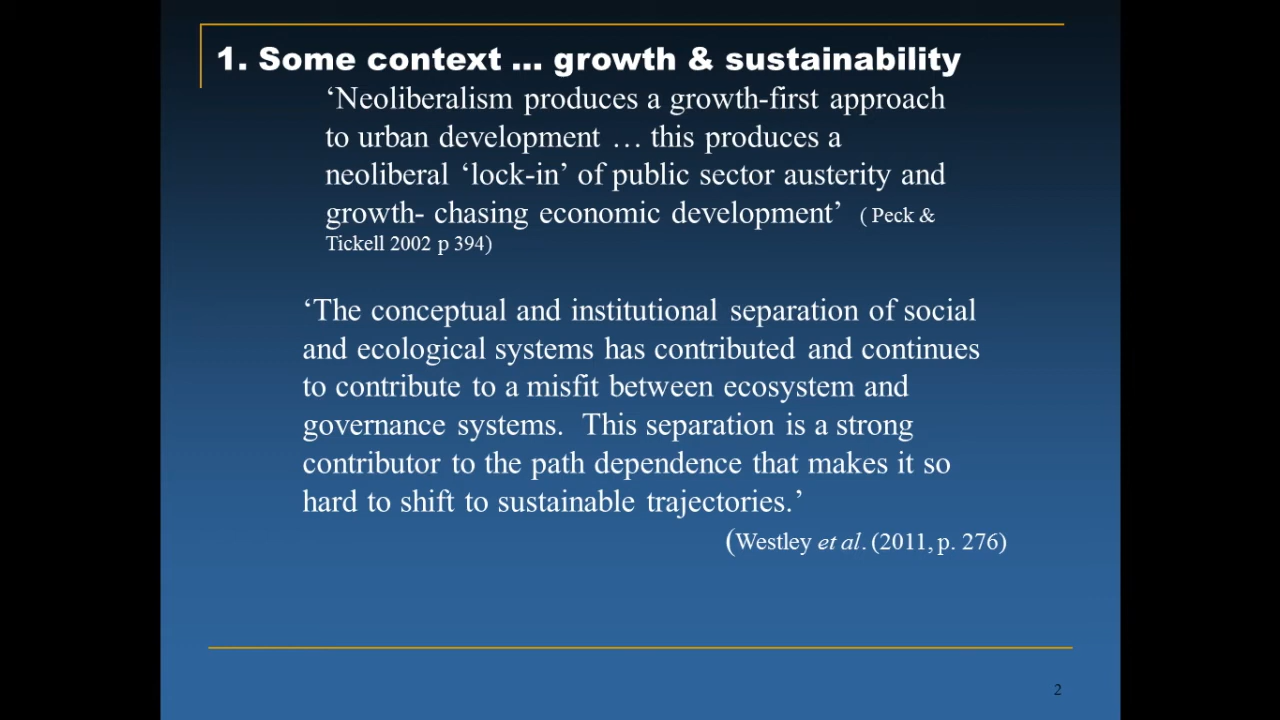 1. Some context ... growth & sustainability
‘Neoliberalism produces a growth-first approach
to urban development … this produces a
neoliberal ‘lock-in’ of public sector austerity and
growth- chasing economic development’ ( Peck &
Tickell 2002 p 394)
‘The conceptual and institutional separation of social
and ecological systems has contributed and continues
to contribute to a misfit between ecosystem and
governance systems.  This separation is a strong
contributor to the path dependence that makes it so
hard to shift to sustainable trajectories.’
(Westley et al. (2011, p. 276)
2